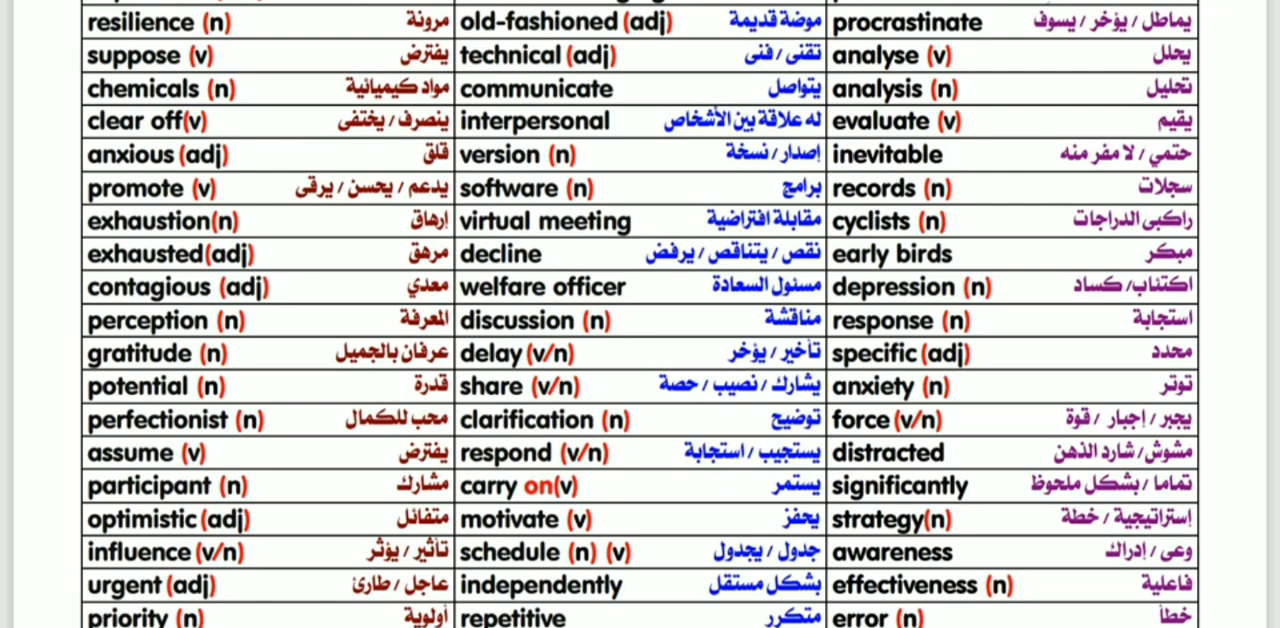 resilience (n) مرونة old-fashioned (adj) موضة قديمة procrastinate يماطل / يؤخر / يسوف
suppose (v) يفترض technical (adj) تقنى / فنى analyse (v) يحلل
chemicals (n) مواد كيميائية communicate يتواصل analysis (n) تحليل
clear off(v) ينصرف / يختفى interpersonal له علاقة بين الأشخاص evaluate (v) يقيم
anxious (adj) قلق version (n) إصدار / نسخة inevitable حتمي / لا مفر منه
promote (v) يدعم / يحسن / يرقى software (n) برامج records (n) سجلات
exhaustion(n) إرهاق virtual meeting مقابلة افتراضية cyclists (n) راكبى الدراجات
exhausted(adj) مرهق decline نقص / يتناقص / يرفض early birds مبكر
contagious (adj) معدي welfare officer مسئول السعادة depression (n) اكتئاب/ كساد
perception (n) المعرفة discussion (n) مناقشة response (n) استجابة
gratitude (n) عرفان بالجميل delay (v/n) تأخير / يؤخر specific (adj) محدد
potential (n) قدرة share (v/n) يشارك / نصيب / حصة anxiety (n) توتر
perfectionist (n) محب للكمال clarification (n) توضيح force (v/n) يجبر / إجبار / قوة
assume (v) يفترض respond (v/n) يستجيب / استجابة distracted مشوش/ شارد الذهن
participant (n) مشارك carry on(v) يستمر significantly تماما / بشكل ملحوظ
optimistic (adj) متفائل motivate (v) يحفز strategy(n) إستراتيجية / خطة
influence (v/n) تأثير / يؤثر schedule (n) (v) جدول / يجدول awareness وعى / إدراك
urgent (adj) عاجل / طارئ independently بشكل مستقل effectiveness (n) فاعلية
priority (n) أولوية repetitive متكرر error (n) خطأ